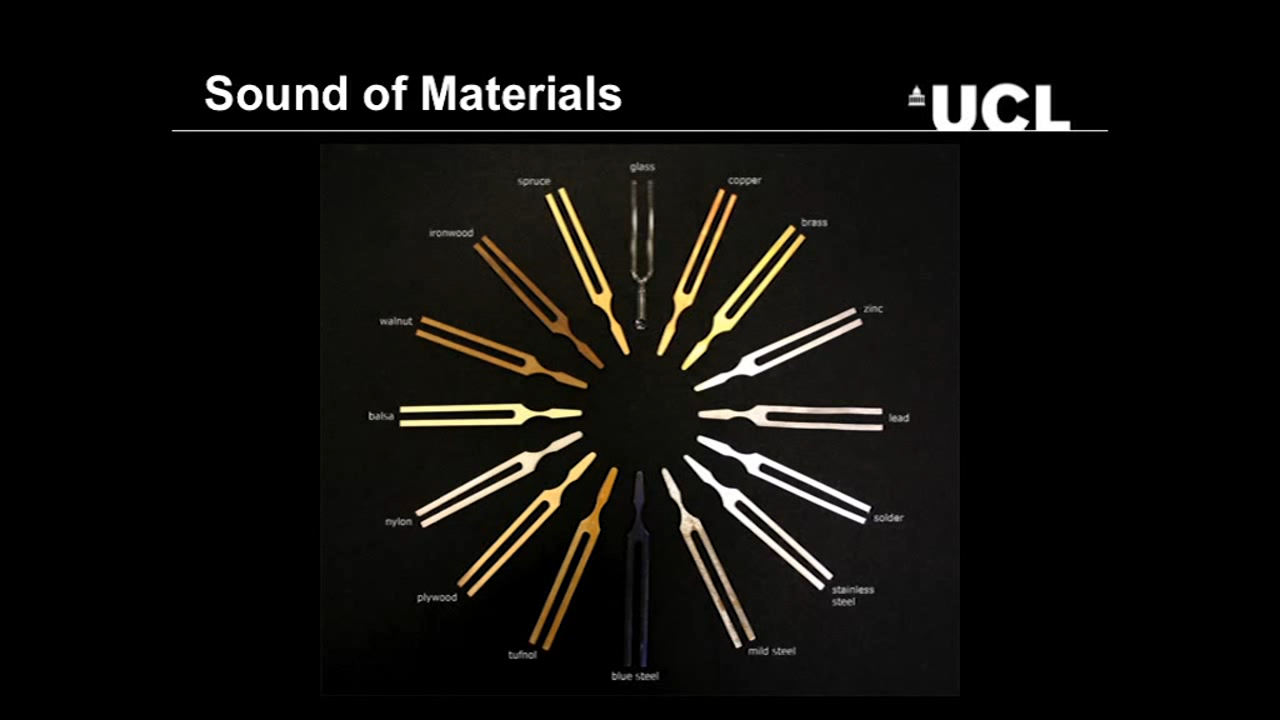 Sound of Materials
UCL
glass
spruce
copper
ironwood
brass
walnut
zinc
balsa
lead
nylon
solder
plywood
stainless
steel
tufnol
mild steel
blue steel